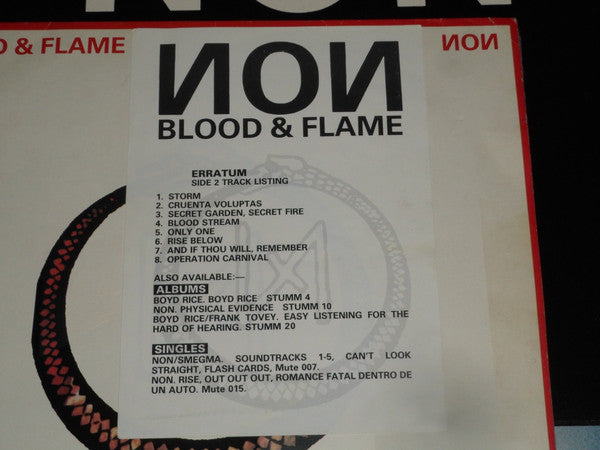 NON
D & FLAME
ИOИ
ИOИ
BLOOD & FLAME
ERRATUM
SIDE 2 TRACK LISTING
1. STORM
2. CRUENTA VOLUPTAS
3. SECRET GARDEN, SECRET FIRE
4. BLOOD STREAM
5. ONLY ONE
6. RISE BELOW
7. AND IF THOU WILL, REMEMBER
8. OPERATION CARNIVAL
ALSO AVAILABLE:—
ALBUMS
BOYD RICE. BOYD RICE STUMM 4
NON. PHYSICAL EVIDENCE STUMM 10
BOYD RICE/FRANK TOVEY. EASY LISTENING FOR THE
HARD OF HEARING. STUMM 20
SINGLES
NON/SMEGMA. SOUNDTRACKS 1-5, CAN'T LOOK
STRAIGHT, FLASH CARDS, Mute 007.
NON. RISE, OUT OUT OUT, ROMANCE FATAL DENTRO DE
UN AUTO. Mute 015.